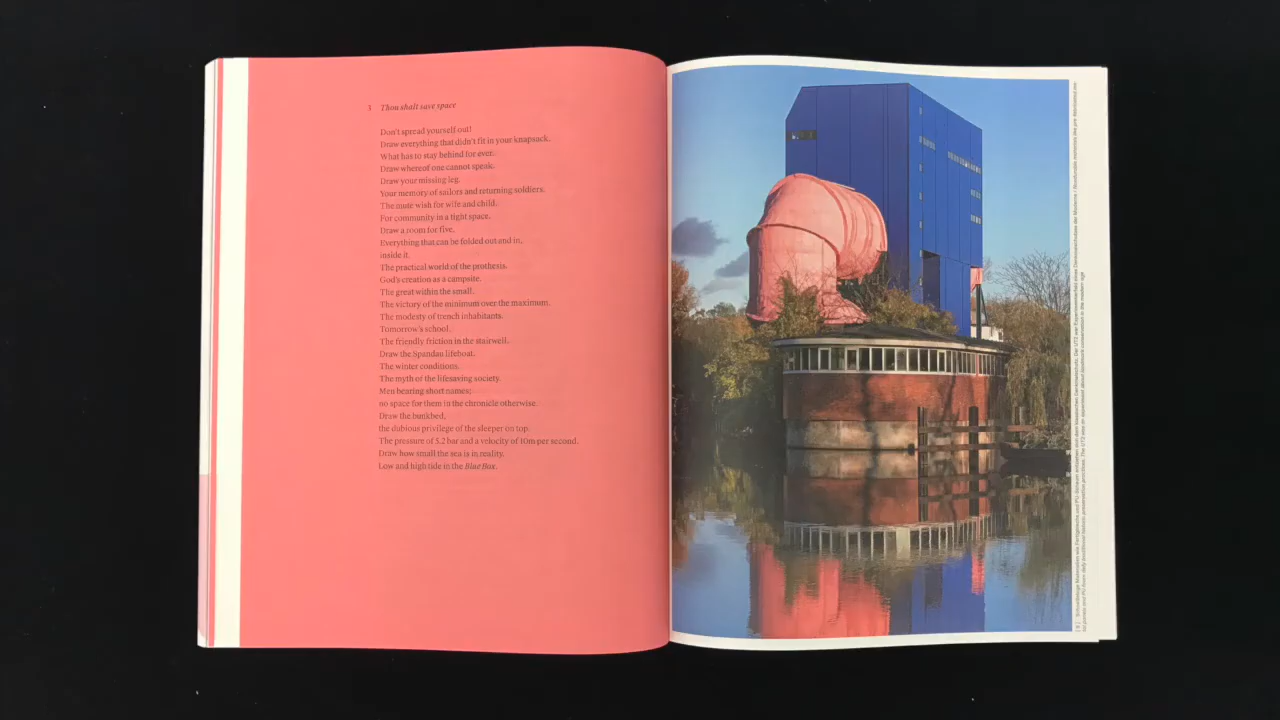 3 Thou shalt save space
Don't spread yourself out!
Draw everything that didn't fit in your knapsack.
What has to stay behind for ever.
Draw whereof one cannot speak.
Draw your missing leg.
Your memory of sailors and returning soldiers.
The mute wish for wife and child.
For community in a tight space.
Draw a room for five.
Everything that can be folded out and in,
inside it.
The practical world of the prothesis.
God's creation as a campsite.
The great within the small.
The victory of the minimum over the maximum.
The modesty of trench inhabitants.
Tomorrow's school.
The friendly friction in the stairwell.
Draw the Spandau lifeboat.
The winter conditions.
The myth of the lifesaving society.
Men bearing short names;
no space for them in the chronicle otherwise.
Draw the bunkbed,
the dubious privilege of the sleeper on top.
The pressure of 5.2 bar and a velocity of 10m per second.
Draw how small the sea is in reality.
Low and high tide in the Blue Box.